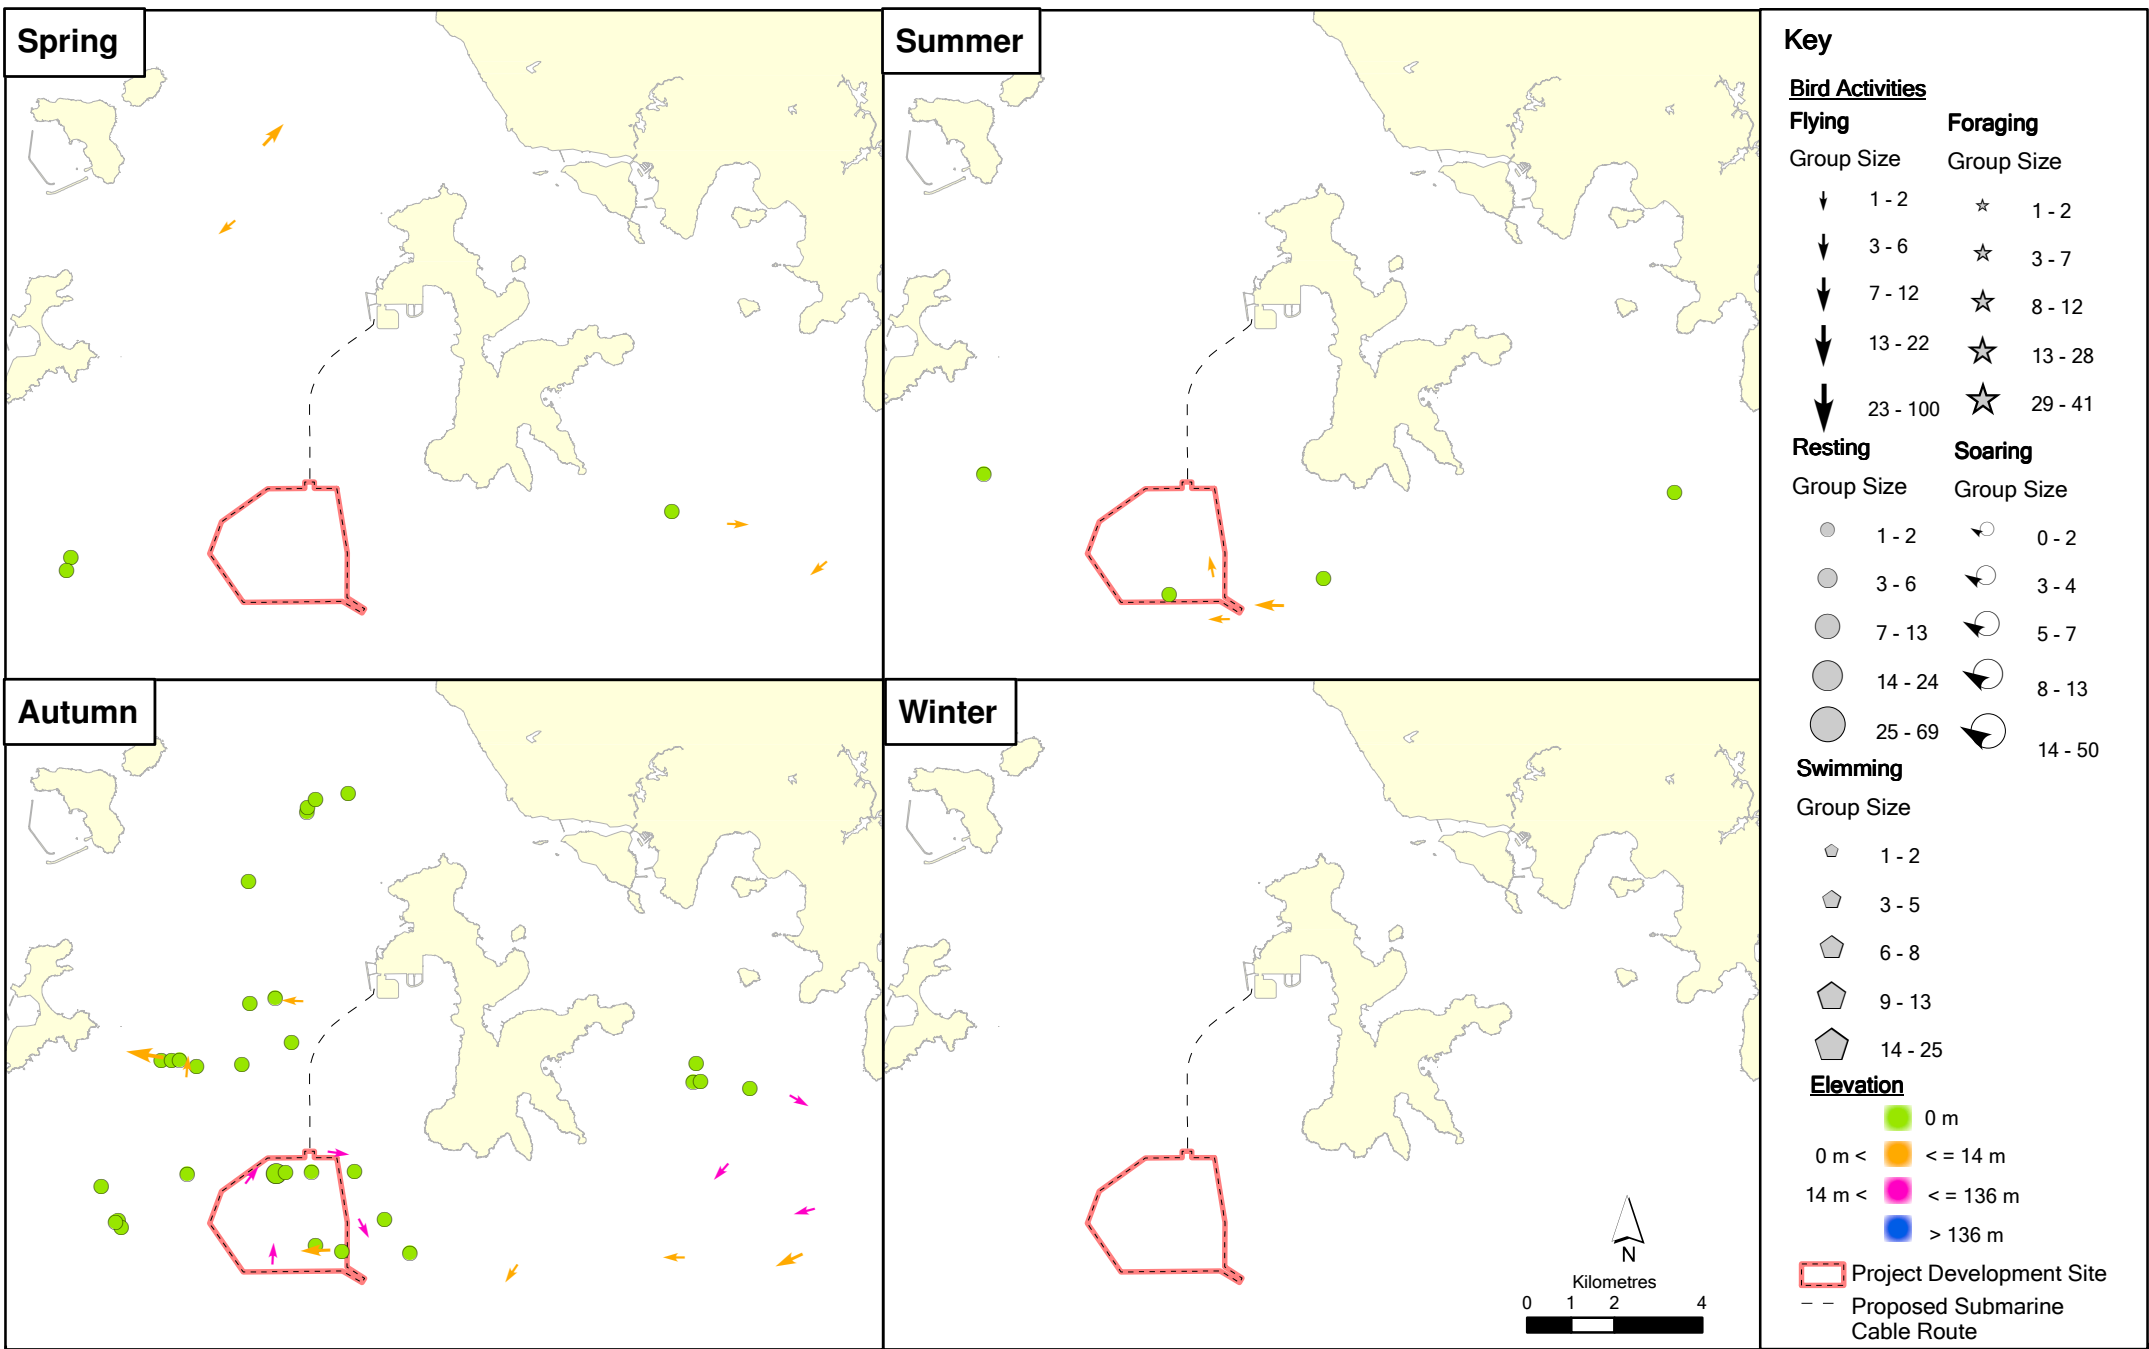 Spring
Summer
Autumn
Winter
N
Kilometres
0 1 2 4
Key
Bird Activities
Flying
Group Size
1 - 2
3 - 6
7 - 12
13 - 22
23 - 100
Foraging
Group Size
1 - 2
3 - 7
8 - 12
13 - 28
29 - 41
Resting
Group Size
1 - 2
3 - 6
7 - 13
14 - 24
25 - 69
Soaring
Group Size
0 - 2
3 - 4
5 - 7
8 - 13
14 - 50
Swimming
Group Size
1 - 2
3 - 5
6 - 8
9 - 13
14 - 25
Elevation
0 m
0 m < < = 14 m
14 m < < = 136 m
> 136 m
Project Development Site
Proposed Submarine
Cable Route